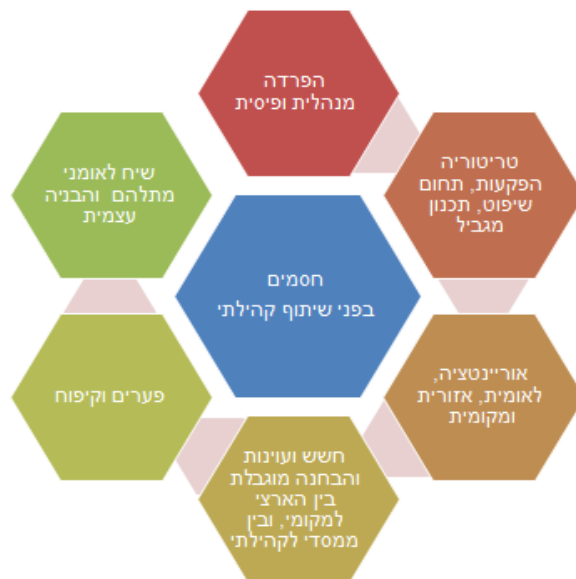 הפרדה
מנהלית ופיסית
טריטוריה
הפקעות, תחום
שיפוט, תכנון
מגביל
אוריינטציה,
לאומית, אזורית
ומקומית
חשש ועוינות
והבחנה מוגבלת
בין הארצי
למקומי, ובין
ממסדי לקהילתי
פערים וקיפוח
שיח לאומני
מתלהם והבניה
עצמית
חסמים
בפני שיתוף קהילתי